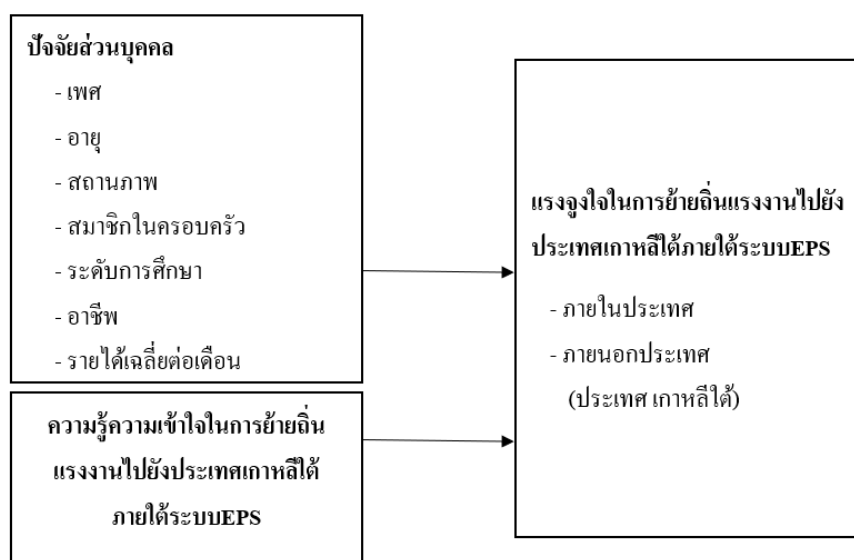 ปัจจัยส่วนบุคคล
- เพศ
- อายุ
- สถานภาพ
- สมาชิกในครอบครัว
- ระดับการศึกษา
- อาชีพ
- รายได้เฉลี่ยต่อเดือน
ความรู้ความเข้าใจในการย้ายถิ่น
แรงงานไปยังประเทศเกาหลีใต้
ภายใต้ระบบEPS
แรงจูงใจในการย้ายถิ่นแรงงานไปยัง
ประเทศเกาหลีใต้ภายใต้ระบบEPS
- ภายในประเทศ
- ภายนอกประเทศ
(ประเทศ เกาหลีใต้)